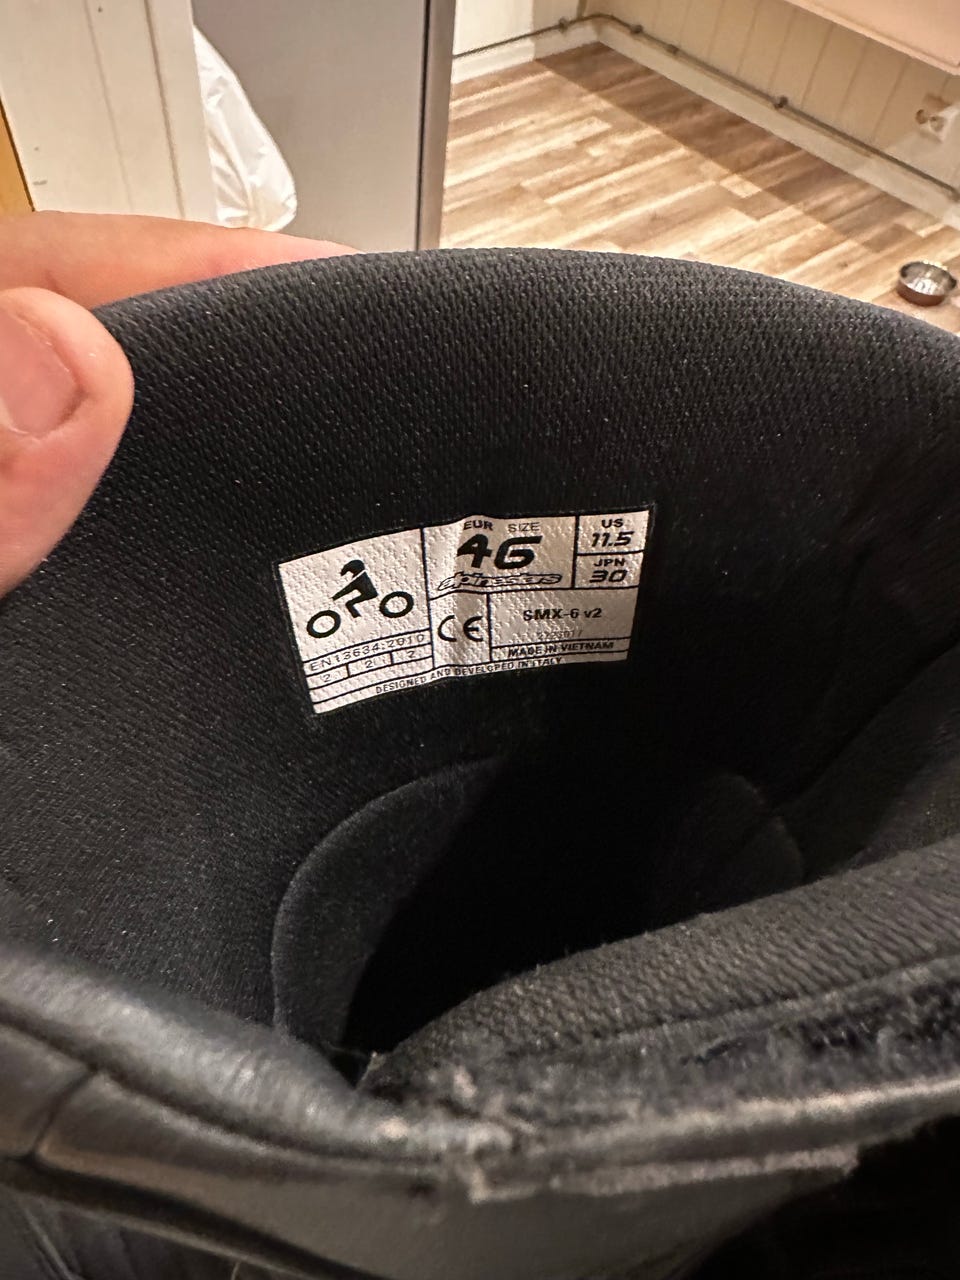 EUR SIZE
46
alpinestars
US
11.5
JPN
30
CE
SMX-6 v2
MADE IN VIETNAM
EN13634:2010
2 2 2
DESIGNED AND DEVELOPED IN ITALY